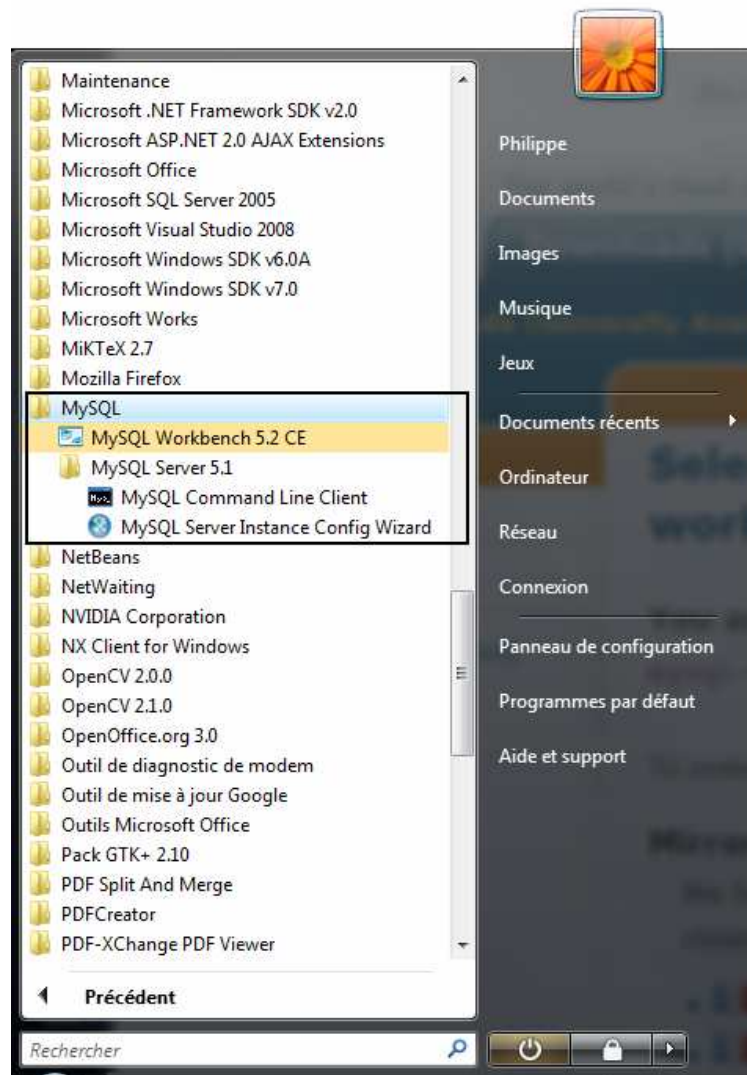 Maintenance
Microsoft .NET Framework SDK v2.0
Microsoft ASP.NET 2.0 AJAX Extensions
Microsoft Office
Microsoft SQL Server 2005
Microsoft Visual Studio 2008
Microsoft Windows SDK v6.0A
Microsoft Windows SDK v7.0
Microsoft Works
MiKTeX 2.7
Mozilla Firefox
MySQL
MySQL Workbench 5.2 CE
MySQL Server 5.1
MySQL Command Line Client
MySQL Server Instance Config Wizard
NetBeans
NetWaiting
NVIDIA Corporation
NX Client for Windows
OpenCV 2.0.0
OpenCV 2.1.0
OpenOffice.org 3.0
Outil de diagnostic de modem
Outil de mise à jour Google
Outils Microsoft Office
Pack GTK+ 2.10
PDF Split And Merge
PDFCreator
PDF-XChange PDF Viewer
Précédent
Rechercher
Philippe
Documents
Images
Musique
Jeux
Documents récents
Ordinateur
Réseau
Connexion
Panneau de configuration
Programmes par défaut
Aide et support